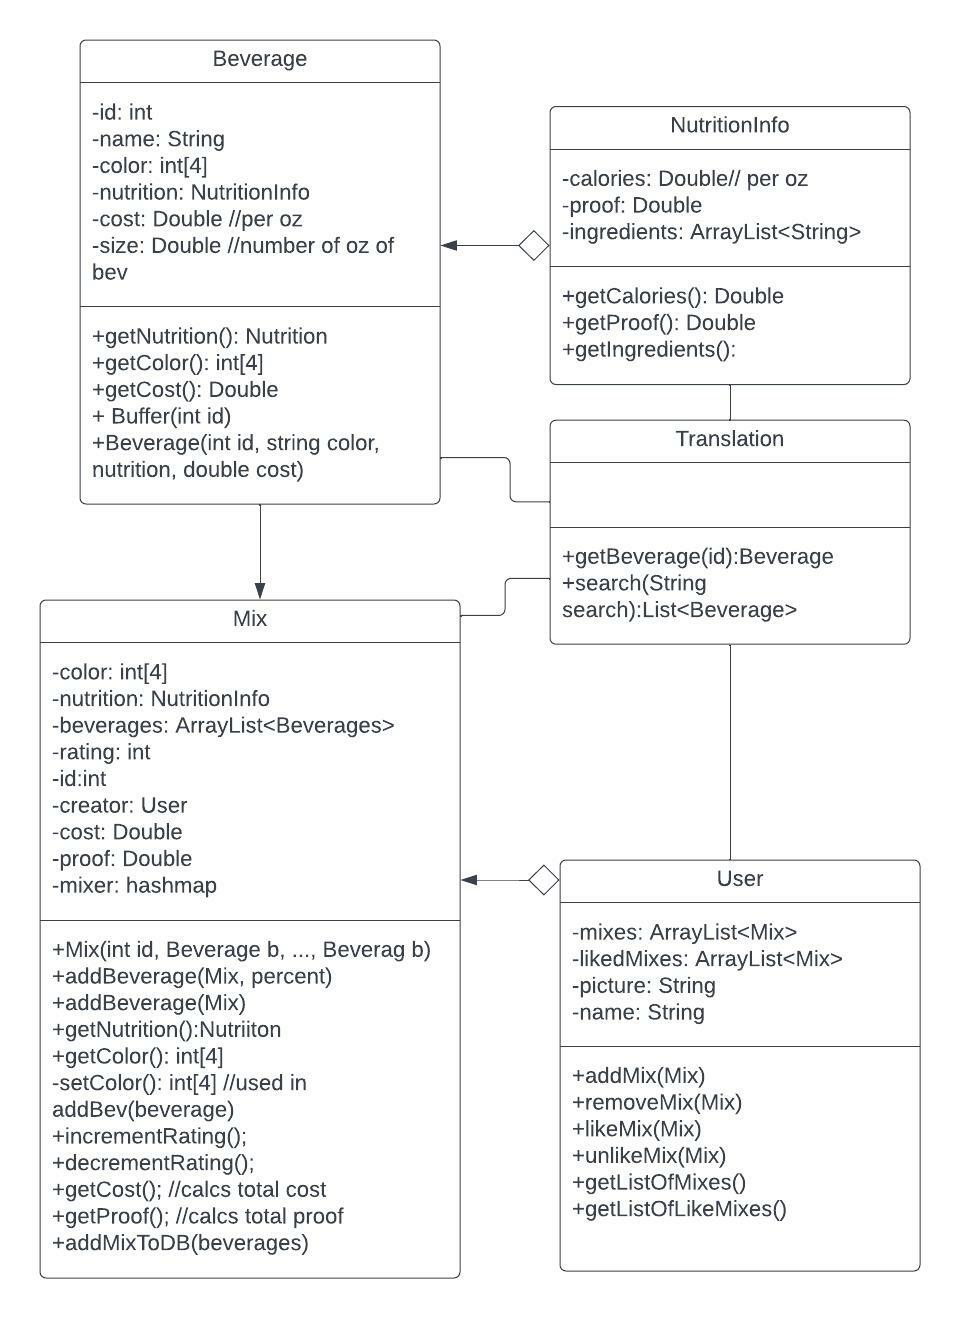 Beverage
-id: int
-name: String
-color: int[4]
-nutrition: NutritionInfo
-cost: Double //per oz
-size: Double //number of oz of
bev
+getNutrition(): Nutrition
+getColor(): int[4]
+getCost(): Double
+ Buffer(int id)
+Beverage(int id, string color,
nutrition, double cost)
NutritionInfo
-calories: Double// per oz
-proof: Double
-ingredients: ArrayList<String>
+getCalories(): Double
+getProof(): Double
+getIngredients():
Translation
+getBeverage(id):Beverage
+search(String
search):List<Beverage>
Mix
-color: int[4]
-nutrition: NutritionInfo
-beverages: ArrayList<Beverages>
-rating: int
-id:int
-creator: User
-cost: Double
-proof: Double
-mixer: hashmap
+Mix(int id, Beverage b, ..., Beverag b)
+addBeverage(Mix, percent)
+addBeverage(Mix)
+getNutrition():Nutriiton
+getColor(): int[4]
-setColor(): int[4] //used in
addBev(beverage)
+incrementRating();
+decrementRating();
+getCost(); //calcs total cost
+getProof(); //calcs total proof
+addMixToDB(beverages)
User
-mixes: ArrayList<Mix>
-likedMixes: ArrayList<Mix>
-picture: String
-name: String
+addMix(Mix)
+removeMix(Mix)
+likeMix(Mix)
+unlikeMix(Mix)
+getListOfMixes()
+getListOfLikeMixes()